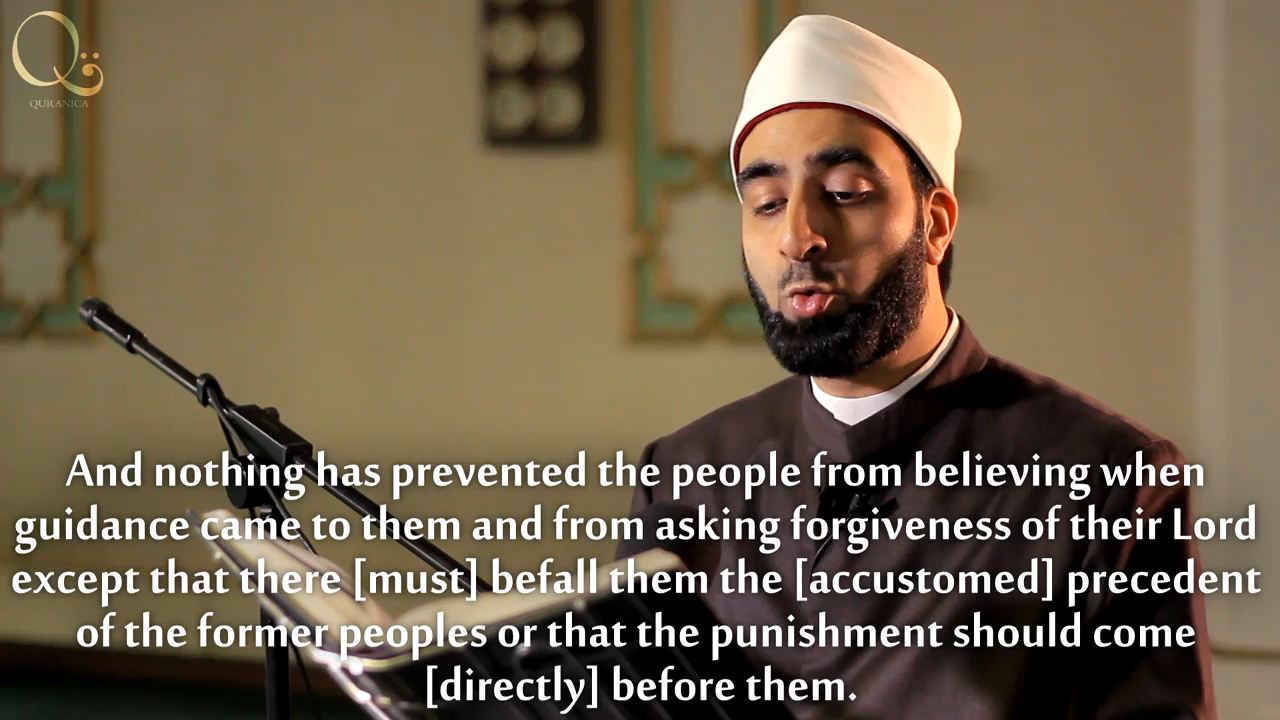 QURANICA
And nothing has prevented the people from believing when
guidance came to them and from asking forgiveness of their Lord
except that there [must] befall them the [accustomed] precedent
of the former peoples or that the punishment should come
[directly] before them.